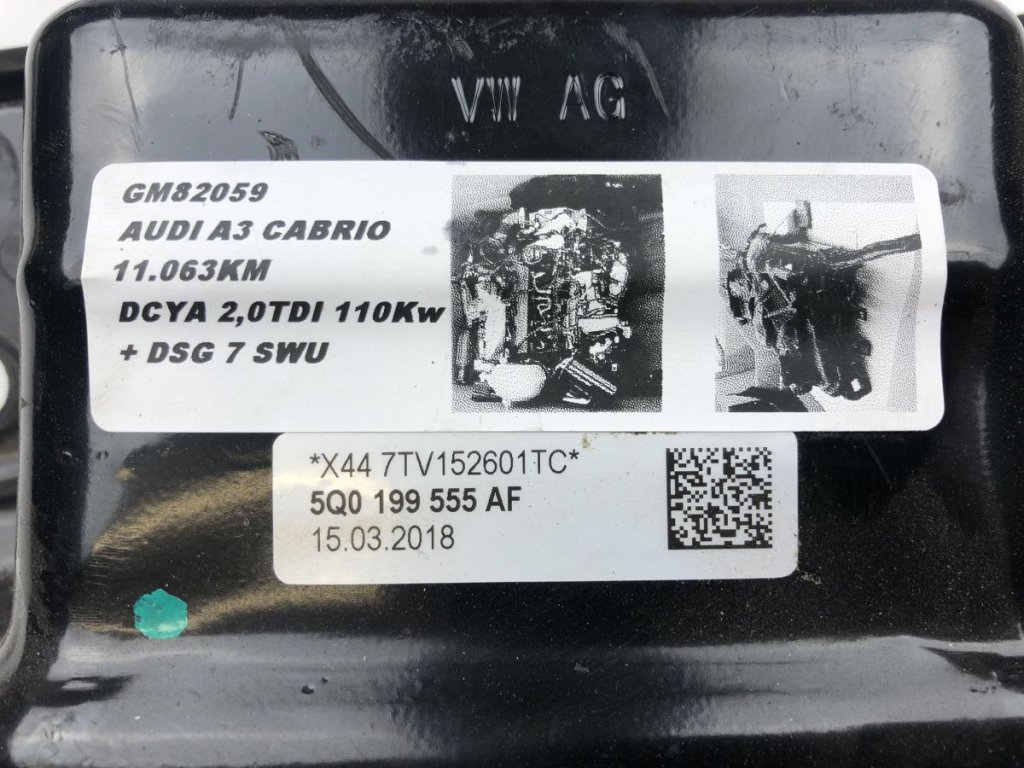 VW AG
GM82059
AUDI A3 CABRIO
11.063KM
DCYA 2,0TDI 110Kw
+ DSG 7 SWU
*X44 7TV152601TC*
5Q0 199 555 AF
15.03.2018